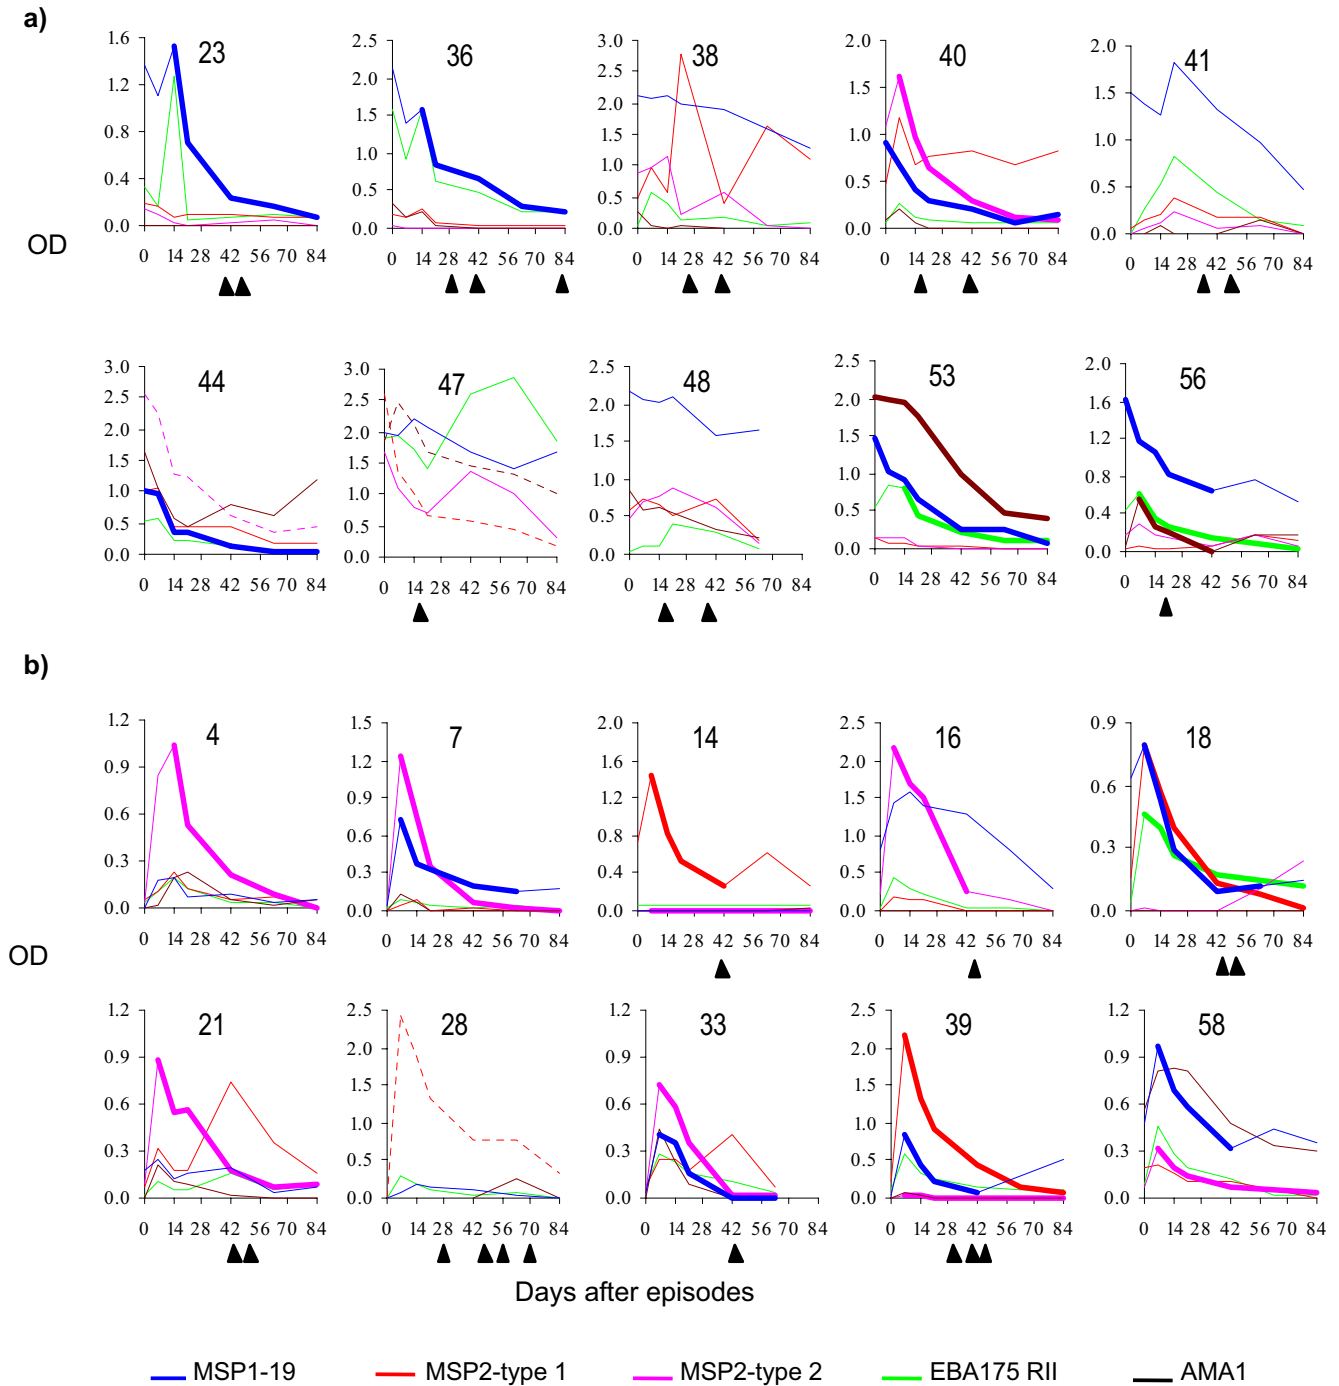 a)
23 36 38 40 41
1.6 2.5 3.0 2.0 2.0
1.2 2.0 2.5 1.5 1.5
0.8 1.5 2.0 1.0 1.0
0.4 1.0 1.5 0.5 0.5
0.0 0.5 1.0 0.0 0.0
0.0 0.5
0.0
OD
0 14 28 42 56 70 84 0 14 28 42 56 70 84 0 14 28 42 56 70 84 0 14 28 42 56 70 84 0 14 28 42 56 70 84
44 47 48 53 56
3.0 3.0 2.5 2.5 2.0
2.5 2.5 2.0 2.0 1.6
2.0 2.0 1.5 1.5 1.2
1.5 1.5 1.0 1.0 0.8
1.0 1.0 0.5 0.5 0.4
0.5 0.5 0.0 0.0 0.0
0.0 0.0
0 14 28 42 56 70 84 0 14 28 42 56 70 84 0 14 28 42 56 70 84 0 14 28 42 56 70 84 0 14 28 42 56 70 84
b)
4 7 14 16 18
1.2 1.5 2.0 2.5 0.9
0.9 1.2 1.6 2.0 0.6
0.6 0.9 1.2 1.5 0.3
0.3 0.6 0.8 1.0 0.0
0.0 0.3 0.4 0.5
0.0 0.0 0.0
OD
0 14 28 42 56 70 84 0 14 28 42 56 70 84 0 14 28 42 56 70 84 0 14 28 42 56 70 84 0 14 28 42 56 70 84
21 28 33 39 58
1.2 2.5 1.2 2.5 1.2
0.9 2.0 0.9 2.0 0.9
0.6 1.5 0.6 1.5 0.6
0.3 1.0 0.3 1.0 0.3
0.0 0.5 0.0 0.5 0.0
0.0 0.0
0 14 28 42 56 70 84 0 14 28 42 56 70 84 0 14 28 42 56 70 84 0 14 28 42 56 70 84 0 14 28 42 56 70 84
Days after episodes
MSP1-19 MSP2-type 1 MSP2-type 2 EBA175 RII AMA1